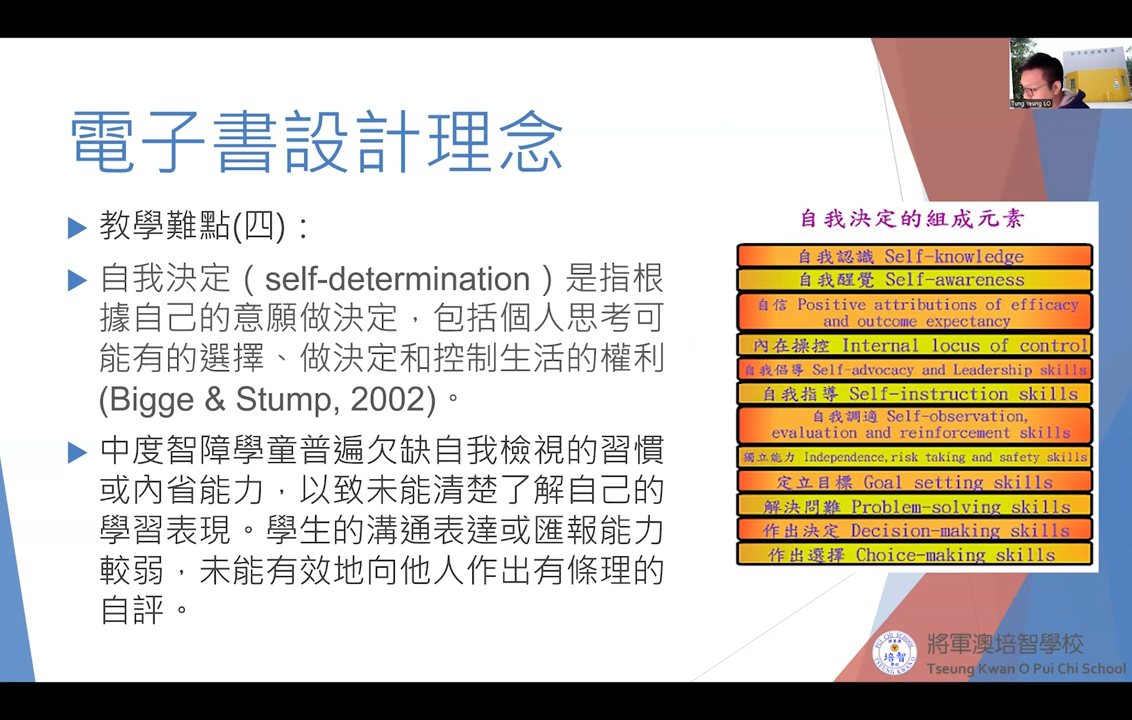 Tung Yeung LO
電子書設計理念
教學難點(四)：
自我決定（self-determination）是指根
據自己的意願做決定，包括個人思考可
能有的選擇、做決定和控制生活的權利
(Bigge & Stump, 2002)。
中度智障學童普遍欠缺自我檢視的習慣
或內省能力，以致未能清楚了解自己的
學習表現。學生的溝通表達或匯報能力
較弱，未能有效地向他人作出有條理的
自評。
自我決定的組成元素
自我認識 Self-knowledge
自我醒覺 Self-awareness
自信 Positive attributions of efficacy
and outcome expectancy
內在操控 Internal locus of control
自我倡導 Self-advocacy and Leadership skills
自我指導 Self-instruction skills
自我調適 Self-observation,
evaluation and reinforcement skills
獨立能力 Independence,risk taking and safety skills
定立目標 Goal setting skills
解決問難 Problem-solving skills
作出決定 Decision-making skills
作出選擇 Choice-making skills
PUI CHI SCHOOL
培智
TSEUNG KWAN O
將軍澳培智學校
Tseung Kwan O Pui Chi School